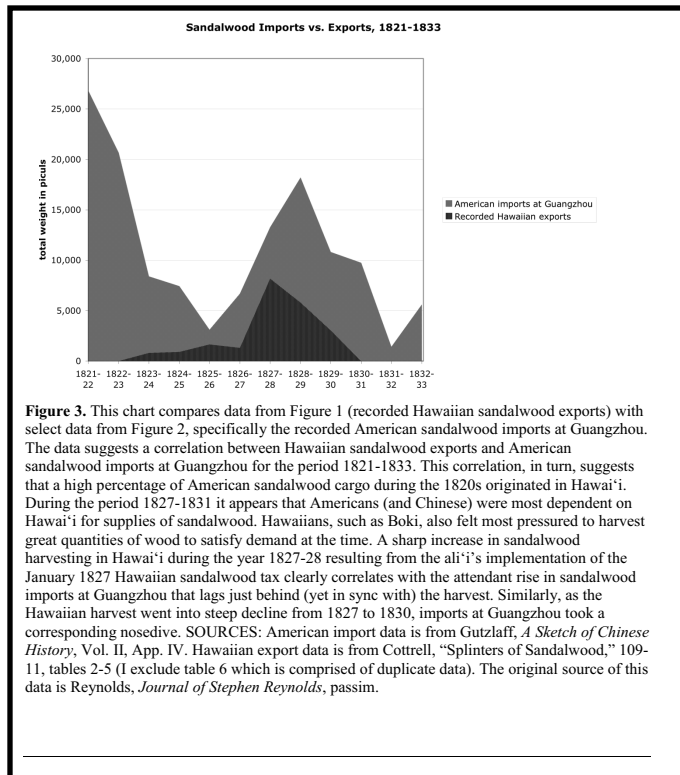 Sandalwood Imports vs. Exports, 1821-1833
30,000
25,000
20,000
15,000
10,000
5,000
0
total weight in piculs
1821-22
1822-23
1823-24
1824-25
1825-26
1826-27
1827-28
1828-29
1829-30
1830-31
1831-32
1832-33
American imports at Guangzhou
Recorded Hawaiian exports
Figure 3. This chart compares data from Figure 1 (recorded Hawaiian sandalwood exports) with
select data from Figure 2, specifically the recorded American sandalwood imports at Guangzhou.
The data suggests a correlation between Hawaiian sandalwood exports and American
sandalwood imports at Guangzhou for the period 1821-1833. This correlation, in turn, suggests
that a high percentage of American sandalwood cargo during the 1820s originated in Hawai‘i.
During the period 1827-1831 it appears that Americans (and Chinese) were most dependent on
Hawai‘i for supplies of sandalwood. Hawaiians, such as Boki, also felt most pressured to harvest
great quantities of wood to satisfy demand at the time. A sharp increase in sandalwood
harvesting in Hawai‘i during the year 1827-28 resulting from the ali‘i’s implementation of the
January 1827 Hawaiian sandalwood tax clearly correlates with the attendant rise in sandalwood
imports at Guangzhou that lags just behind (yet in sync with) the harvest. Similarly, as the
Hawaiian harvest went into steep decline from 1827 to 1830, imports at Guangzhou took a
corresponding nosedive. SOURCES: American import data is from Gutzlaff, A Sketch of Chinese
History, Vol. II, App. IV. Hawaiian export data is from Cottrell, “Splinters of Sandalwood,” 109-
11, tables 2-5 (I exclude table 6 which is comprised of duplicate data). The original source of this
data is Reynolds, Journal of Stephen Reynolds, passim.